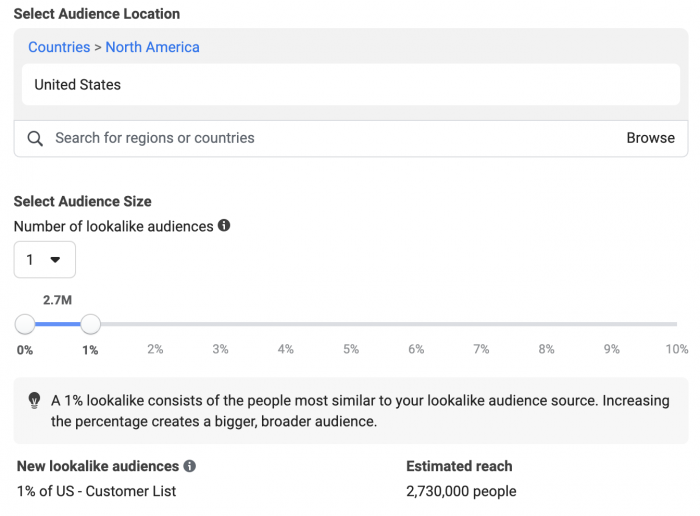 Select Audience Location
Countries > North America
United States
Search for regions or countries Browse
Select Audience Size
Number of lookalike audiences
1
2.7M
0% 1% 2% 3% 4% 5% 6% 7% 8% 9% 10%
A 1% lookalike consists of the people most similar to your lookalike audience source. Increasing
the percentage creates a bigger, broader audience.
New lookalike audiences Estimated reach
1% of US - Customer List 2,730,000 people